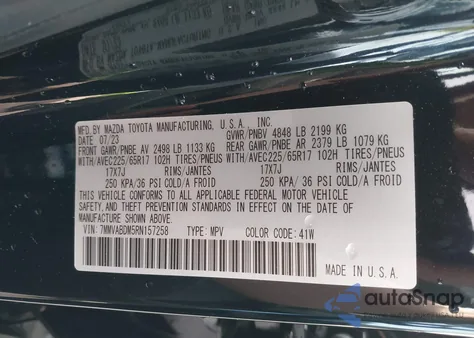 MFD. BY MAZDA TOYOTA MANUFACTURING, U.S.A., INC.
DATE 07/23 GVWR/PNBV 4848 LB 2199 KG
FRONT GAWR/PNBE AV 2498 LB 1133 KG REAR GAWR/PNBE AR 2379 LB 1079 KG
WITH/AVEC225/65R17 102H TIRES/PNEUS WITH/AVEC225/65R17 102H TIRES/PNEUS
17X7J RIMS/JANTES 17X7J RIMS/JANTES
250 KPA/36 PSI COLD/A FROID 250 KPA/36 PSI COLD/A FROID
THIS VEHICLE CONFORMS TO ALL APPLICABLE FEDERAL MOTOR VEHICLE
SAFETY, AND THEFT PREVENTION STANDARDS IN EFFECT ON THE DATE OF
MANUFACTURE SHOWN ABOVE.
VIN: 7MMVABDM5RN157258 TYPE: MPV COLOR CODE: 41W
MADE IN
U.S.A.
autoSnap